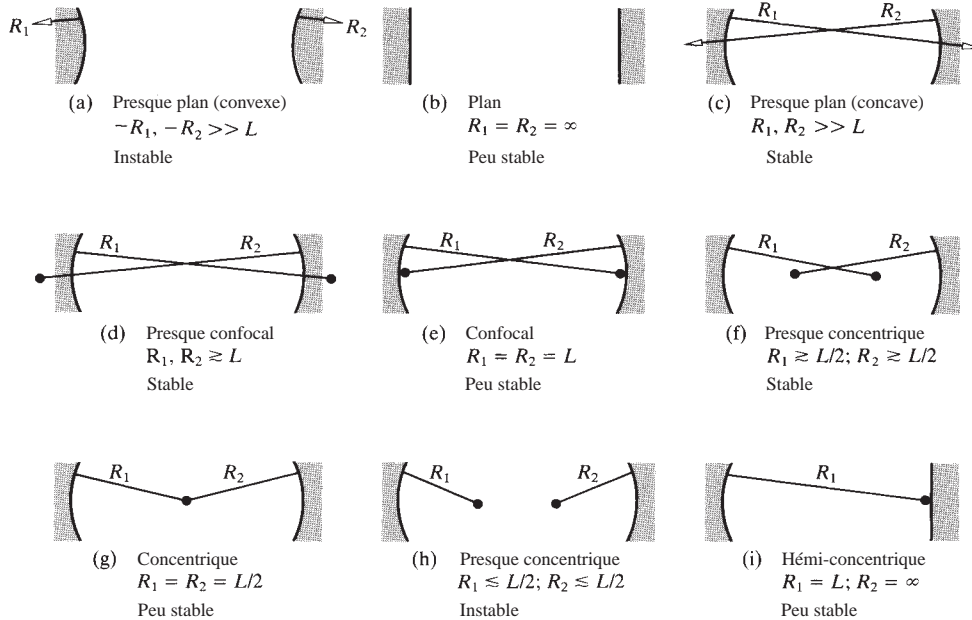 R₁
R₂
(a) Presque plan (convexe)
−R₁, −R₂ >> L
Instable
(b) Plan
R₁ = R₂ = ∞
Peu stable
R₁
R₂
(c) Presque plan (concave)
R₁, R₂ >> L
Stable
R₁
R₂
(d) Presque confocal
R₁, R₂ ≳ L
Stable
R₁
R₂
(e) Confocal
R₁ = R₂ = L
Peu stable
R₁
R₂
(f) Presque concentrique
R₁ ≳ L/2; R₂ ≳ L/2
Stable
R₁
R₂
(g) Concentrique
R₁ = R₂ = L/2
Peu stable
R₁
R₂
(h) Presque concentrique
R₁ ≲ L/2; R₂ ≲ L/2
Instable
R₁
(i) Hémi-concentrique
R₁ = L; R₂ = ∞
Peu stable